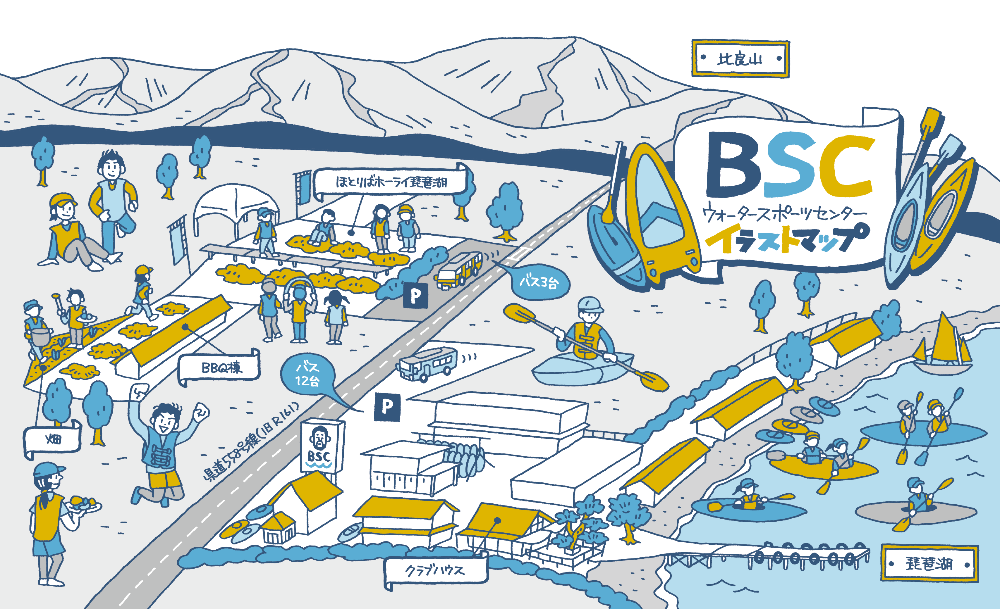 比良山
BSC
ウォータースポーツセンター
イラストマップ
ほとりばホーライ琵琶湖
バス3台
P
BBQ棟
バス
12台
P
県道558号線(旧R161)
BSC
畑
クラブハウス
琵琶湖